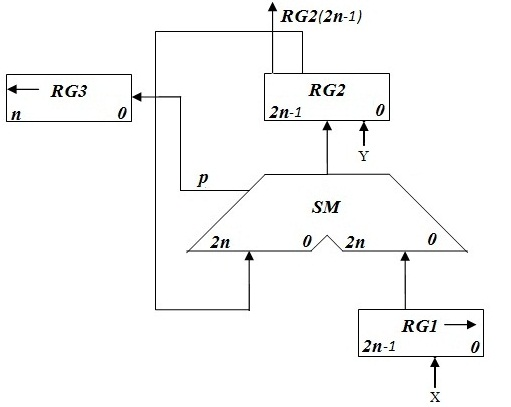 RG2(2n-1)
RG3
n 0
RG2
2n-1 0
Y
p
SM
2n 0 2n 0
RG1
2n-1 0
X